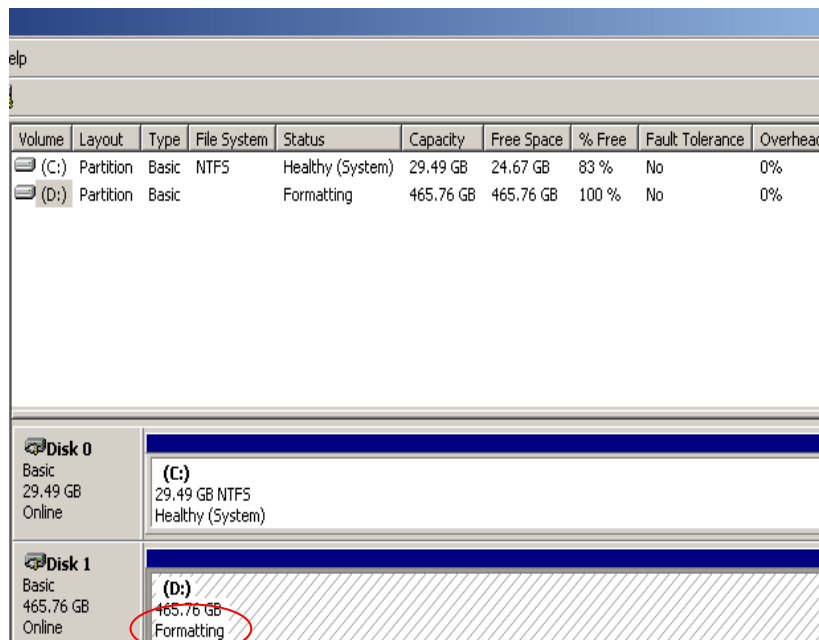 elp
Volume Layout Type File System Status Capacity Free Space % Free Fault Tolerance Overhead
(C:) Partition Basic NTFS Healthy (System) 29.49 GB 24.67 GB 83 % No 0%
(D:) Partition Basic Formatting 465.76 GB 465.76 GB 100 % No 0%
Disk 0
Basic
29.49 GB
Online
(C:)
29.49 GB NTFS
Healthy (System)
Disk 1
Basic
465.76 GB
Online
(D:)
465.76 GB
Formatting